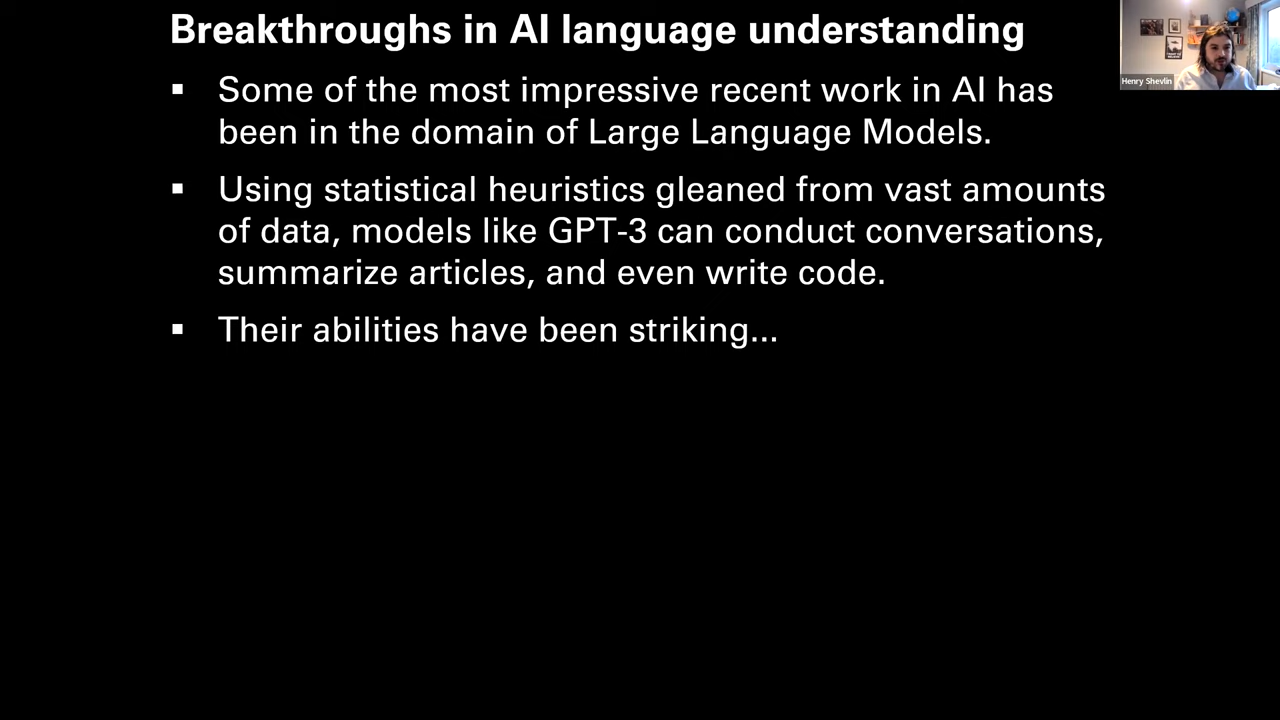 Breakthroughs in AI language understanding
▪ Some of the most impressive recent work in AI has
been in the domain of Large Language Models.
▪ Using statistical heuristics gleaned from vast amounts
of data, models like GPT-3 can conduct conversations,
summarize articles, and even write code.
▪ Their abilities have been striking...
Henry Shevlin